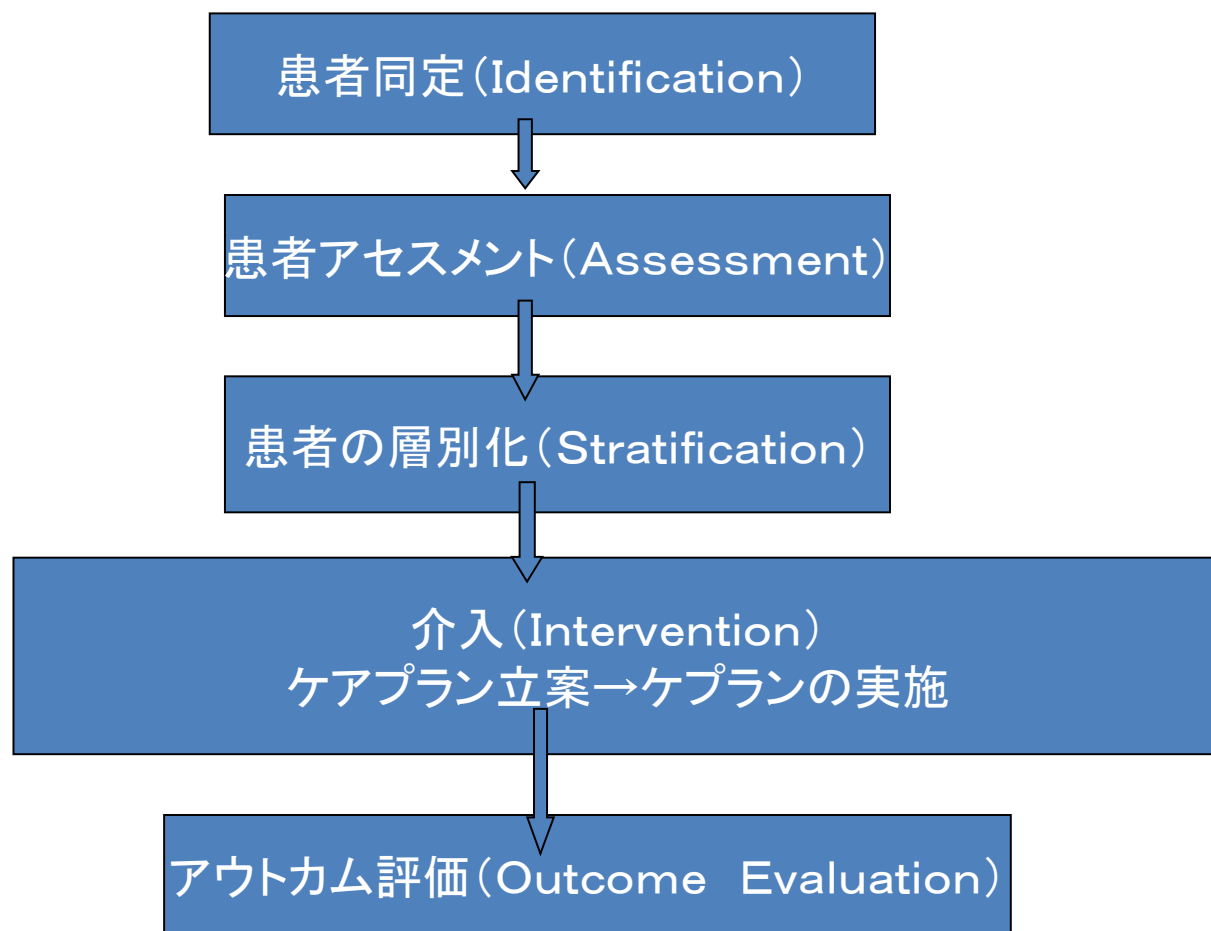 患者同定(Identification)
患者アセスメント(Assessment)
患者の層別化(Stratification)
介入(Intervention)
ケアプラン立案→ケプランの実施
アウトカム評価(Outcome　Evaluation)